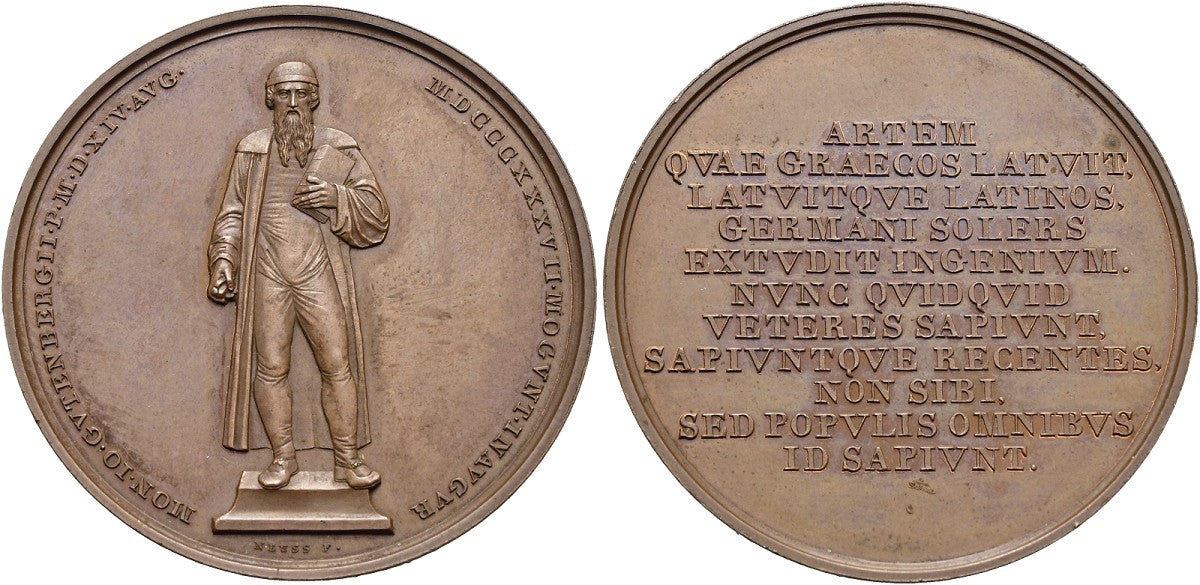 MON·IO·GVTENBERGII·P·M·D·XIV·AVG·
MDCCCXXXVII·MOGVNT·INAVGVR
NEUSS F.
ARTEM
QVAE GRAECOS LATVIT,
LATVITQVE LATINOS,
GERMANI SOLERS
EXTVDIT INGENIVM.
NVNC QVIDQVID
VETERES SAPIVNT,
SAPIVNTQVE RECENTES,
NON SIBI,
SED POPVLIS OMNIBVS
ID SAPIVNT.